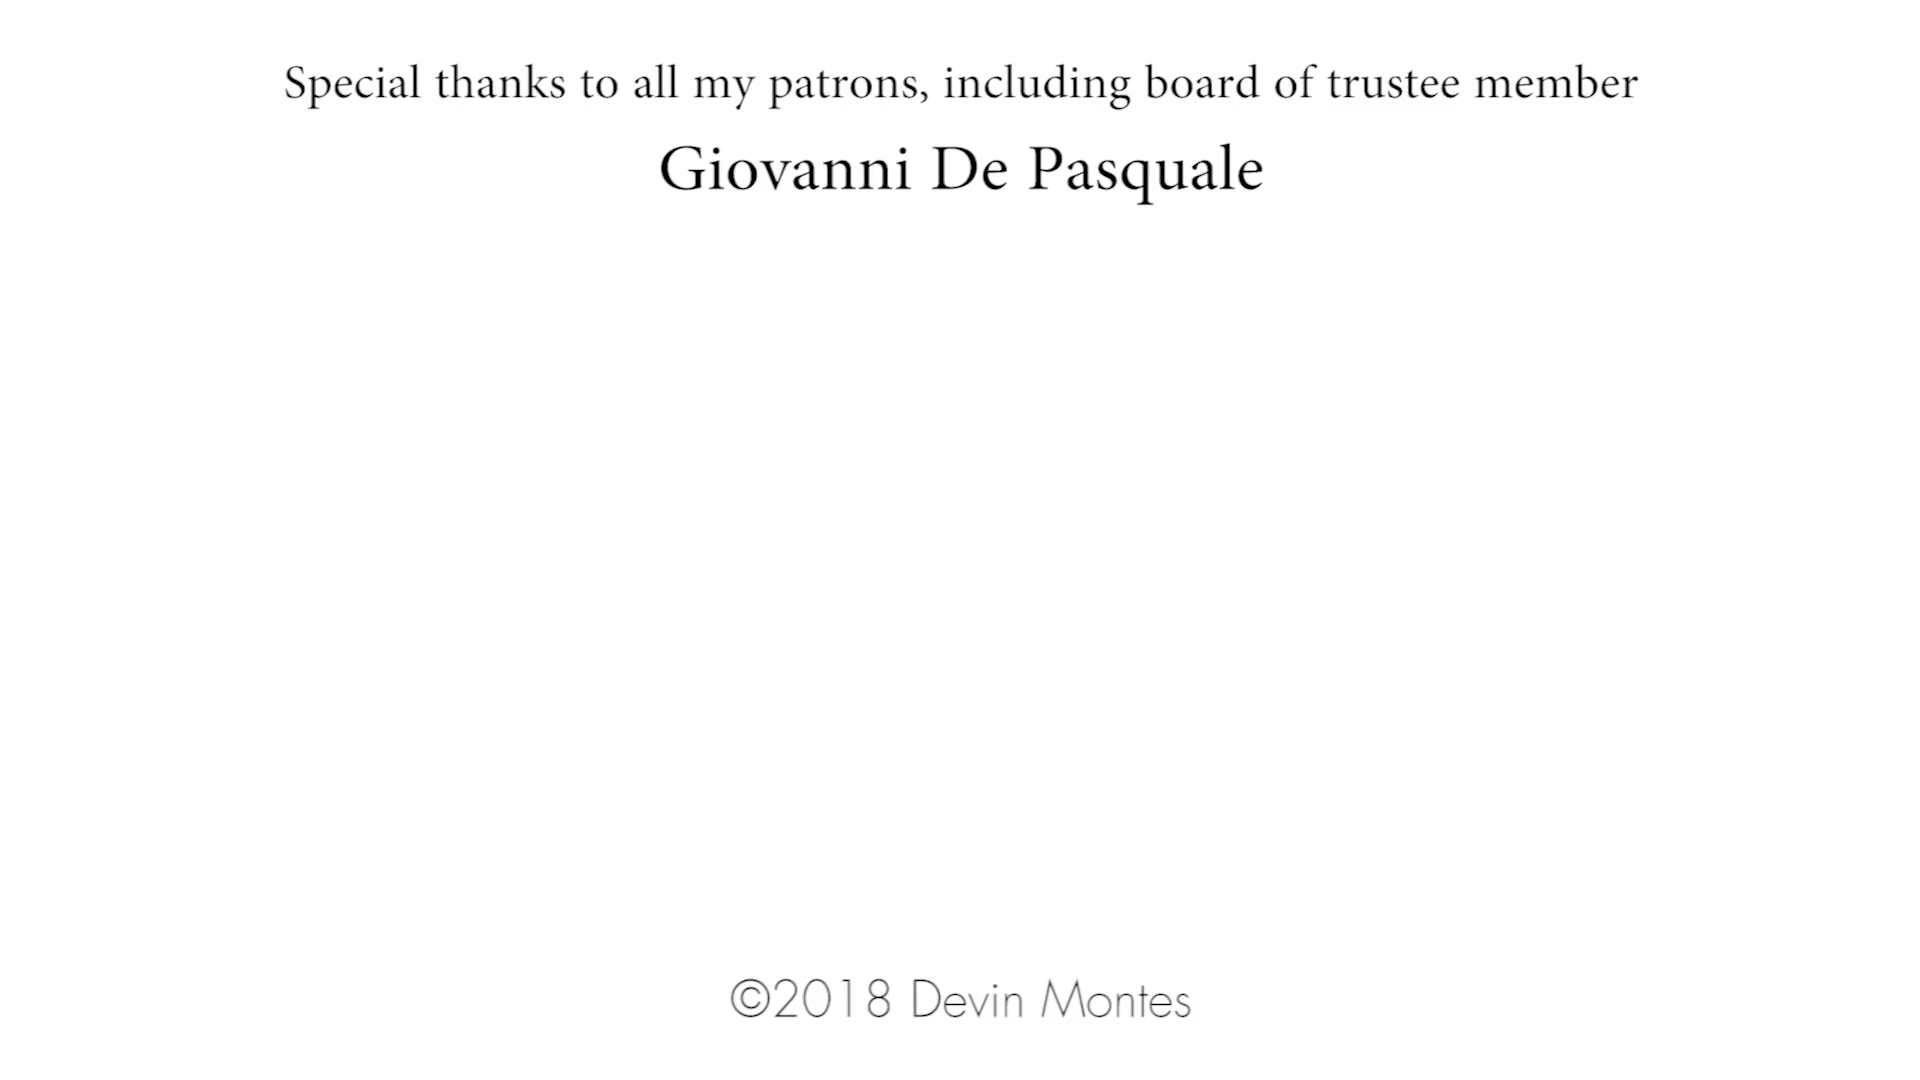 Special thanks to all my patrons, including board of trustee member
Giovanni De Pasquale
©2018 Devin Montes